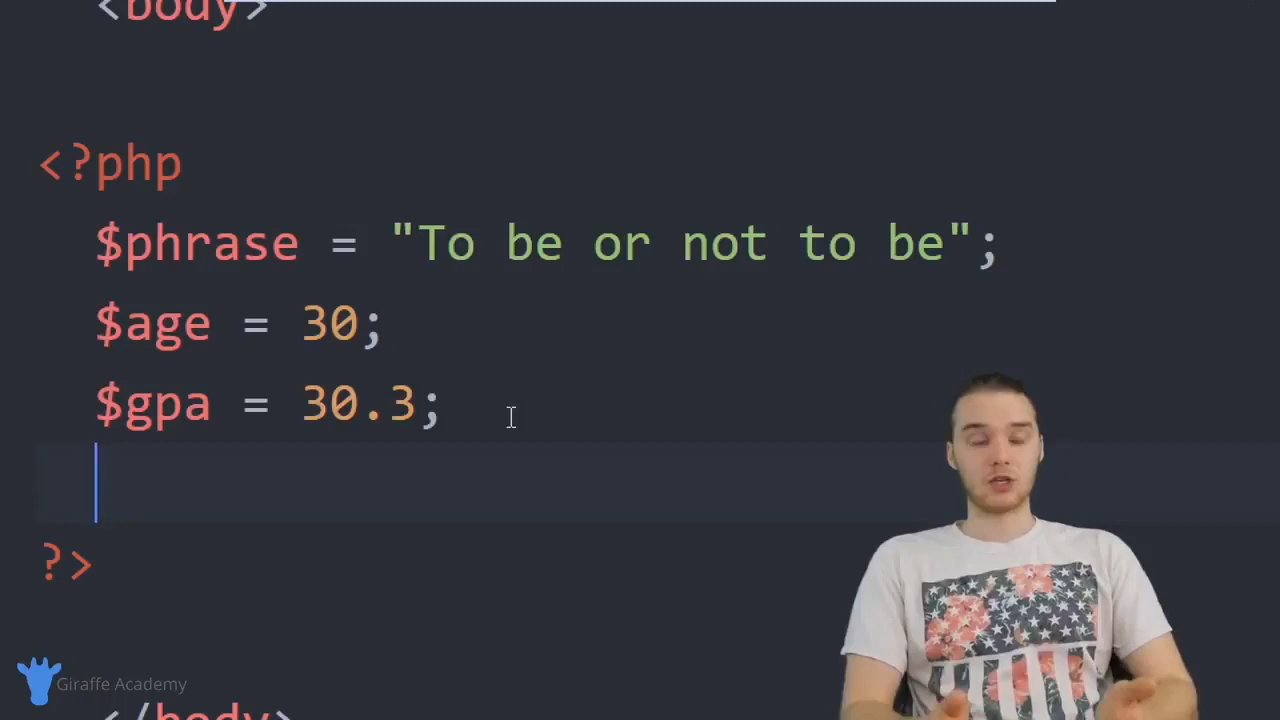 <body>
<?php
$phrase = "To be or not to be";
$age = 30;
$gpa = 30.3;
?>
Giraffe Academy
</body>